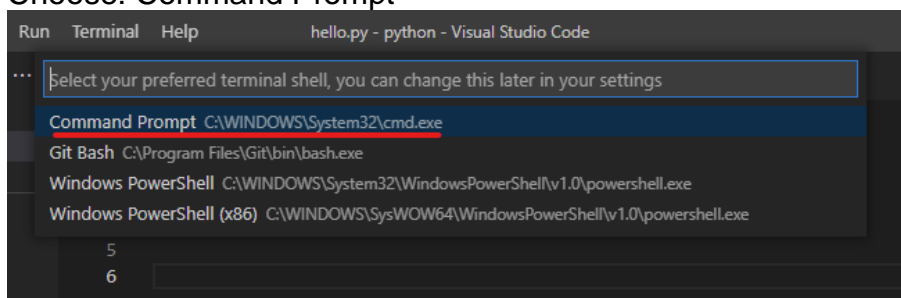 Choose: Command Prompt
Run Terminal Help hello.py - python - Visual Studio Code
... Select your preferred terminal shell, you can change this later in your settings
Command Prompt C:\WINDOWS\System32\cmd.exe
Git Bash C:\Program Files\Git\bin\bash.exe
Windows PowerShell C:\WINDOWS\System32\WindowsPowerShell\v1.0\powershell.exe
Windows PowerShell (x86) C:\WINDOWS\SysWOW64\WindowsPowerShell\v1.0\powershell.exe
5
6